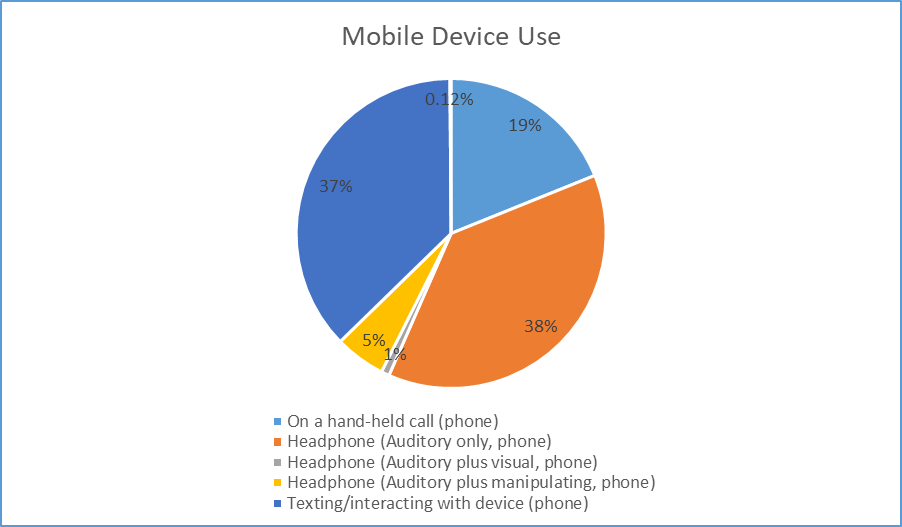 Mobile Device Use
0.12%
19%
37%
38%
5%
1%
On a hand-held call (phone)
Headphone (Auditory only, phone)
Headphone (Auditory plus visual, phone)
Headphone (Auditory plus manipulating, phone)
Texting/interacting with device (phone)